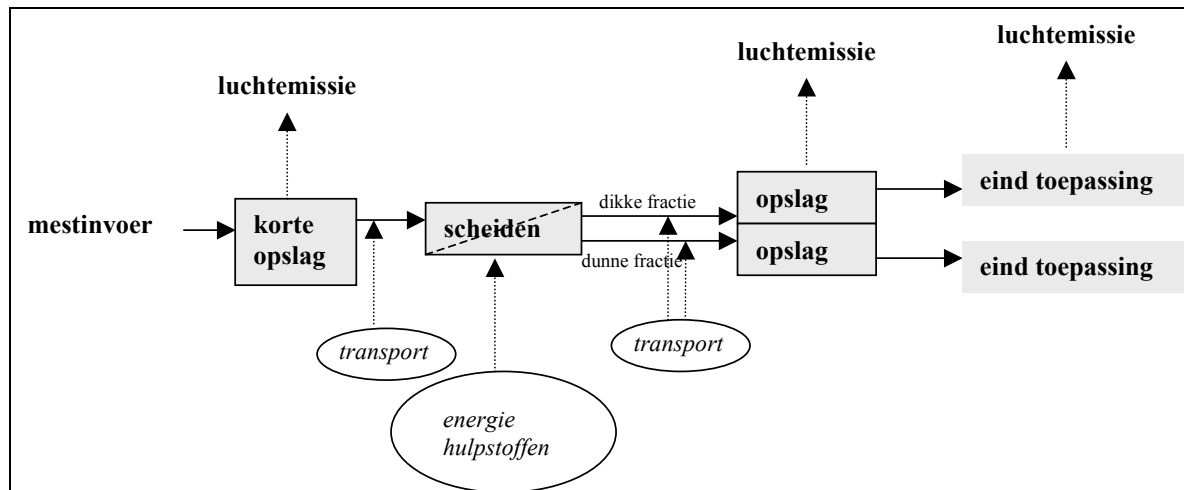 luchtemissie
luchtemissie
luchtemissie
mestinvoer
korte
opslag
scheiden
dikke fractie
dunne fractie
opslag
opslag
eind toepassing
eind toepassing
transport
transport
energie
hulpstoffen